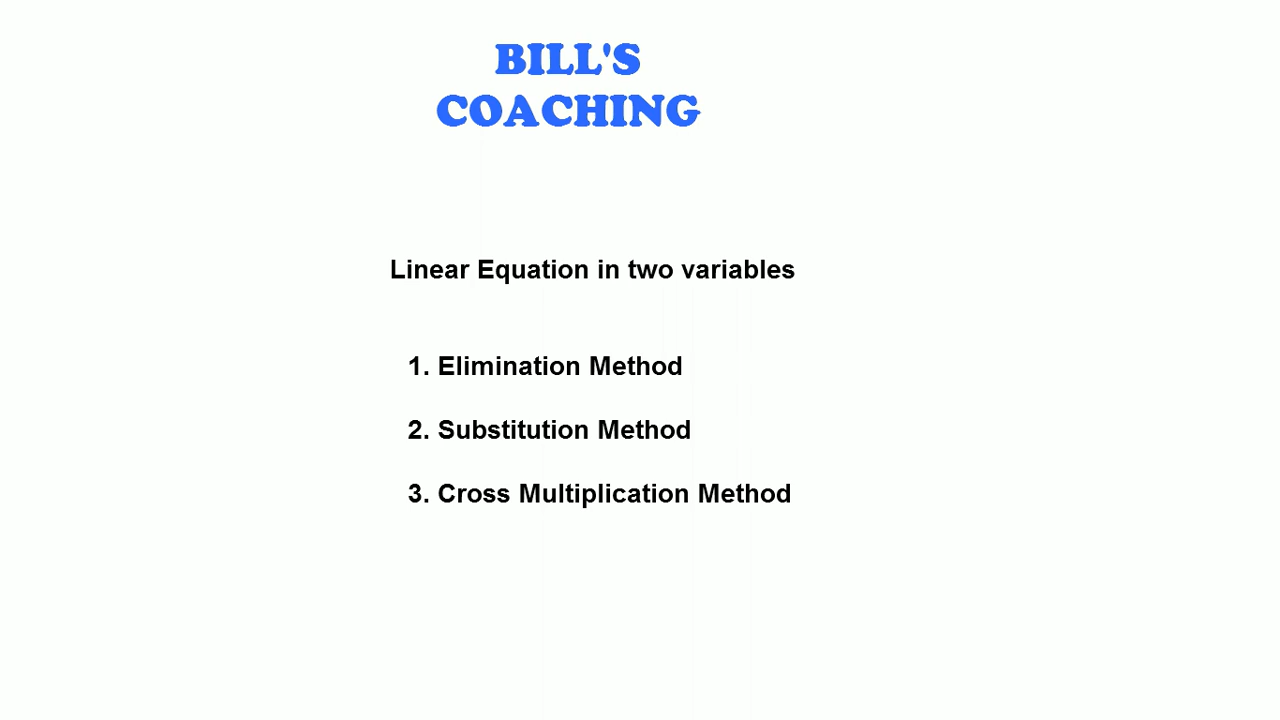 BILL'S
COACHING
Linear Equation in two variables
1. Elimination Method
2. Substitution Method
3. Cross Multiplication Method